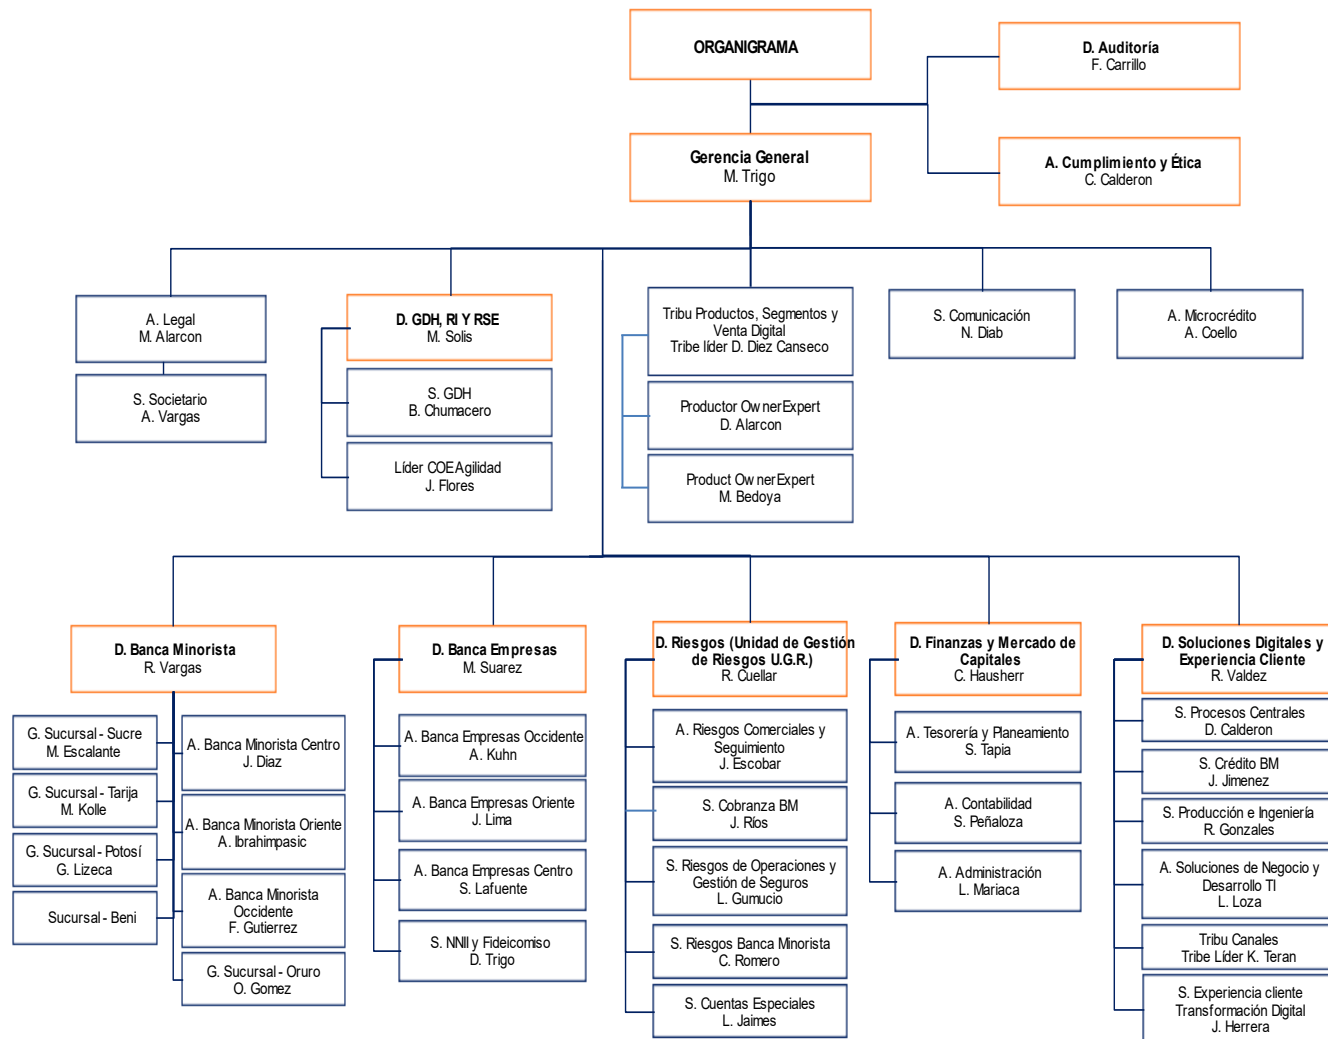 ORGANIGRAMA
D. Auditoría
F. Carrillo
Gerencia General
M. Trigo
A. Cumplimiento y Ética
C. Calderon
A. Legal
M. Alarcon
S. Societario
A. Vargas
D. GDH, RI Y RSE
M. Solis
S. GDH
B. Chumacero
Líder COE Agilidad
J. Flores
Tribu Productos, Segmentos y
Venta Digital
Tribe líder D. Diez Canseco
Productor Owner Expert
D. Alarcon
Product Owner Expert
M. Bedoya
S. Comunicación
N. Diab
A. Microcrédito
A. Coello
D. Banca Minorista
R. Vargas
G. Sucursal - Sucre
M. Escalante
G. Sucursal - Tarija
M. Kolle
G. Sucursal - Potosí
G. Lizeca
Sucursal - Beni
A. Banca Minorista Centro
J. Diaz
A. Banca Minorista Oriente
A. Ibrahimpasic
A. Banca Minorista
Occidente
F. Gutierrez
G. Sucursal - Oruro
O. Gomez
D. Banca Empresas
M. Suarez
A. Banca Empresas Occidente
A. Kuhn
A. Banca Empresas Oriente
J. Lima
A. Banca Empresas Centro
S. Lafuente
S. NNII y Fideicomiso
D. Trigo
D. Riesgos (Unidad de Gestión
de Riesgos U.G.R.)
R. Cuellar
A. Riesgos Comerciales y
Seguimiento
J. Escobar
S. Cobranza BM
J. Ríos
S. Riesgos de Operaciones y
Gestión de Seguros
L. Gumucio
S. Riesgos Banca Minorista
C. Romero
S. Cuentas Especiales
L. Jaimes
D. Finanzas y Mercado de
Capitales
C. Hausherr
A. Tesorería y Planeamiento
S. Tapia
A. Contabilidad
S. Peñaloza
A. Administración
L. Mariaca
D. Soluciones Digitales y
Experiencia Cliente
R. Valdez
S. Procesos Centrales
D. Calderon
S. Crédito BM
J. Jimenez
S. Producción e Ingeniería
R. Gonzales
A. Soluciones de Negocio y
Desarrollo TI
L. Loza
Tribu Canales
Tribe Líder K. Teran
S. Experiencia cliente
Transformación Digital
J. Herrera